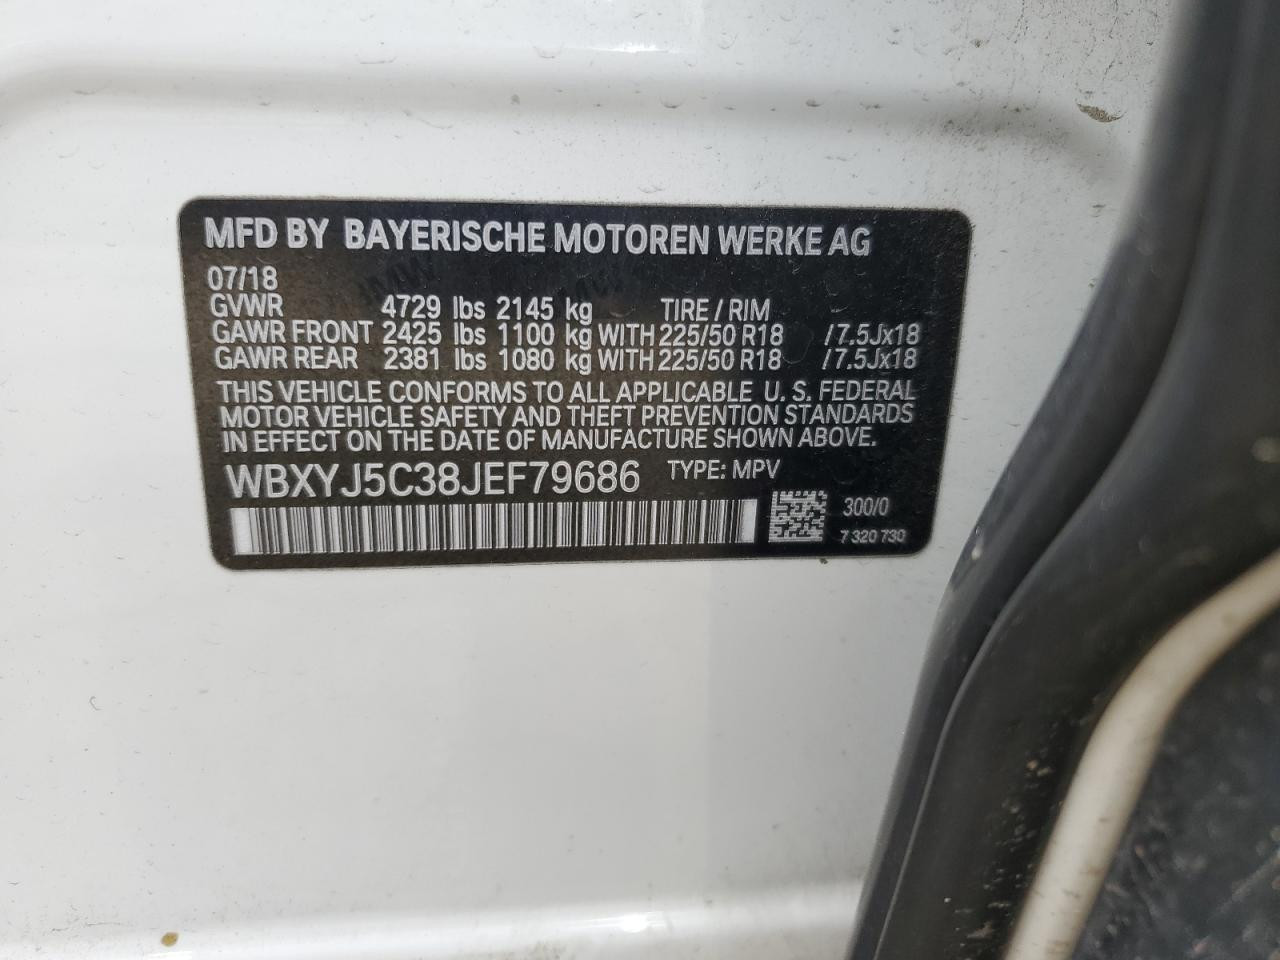 MFD BY BAYERISCHE MOTOREN WERKE AG
07/18
GVWR 4729 lbs 2145 kg TIRE / RIM
GAWR FRONT 2425 lbs 1100 kg WITH 225/50 R18 /7.5Jx18
GAWR REAR 2381 lbs 1080 kg WITH 225/50 R18 /7.5Jx18
THIS VEHICLE CONFORMS TO ALL APPLICABLE U. S. FEDERAL
MOTOR VEHICLE SAFETY AND THEFT PREVENTION STANDARDS
IN EFFECT ON THE DATE OF MANUFACTURE SHOWN ABOVE.
WBXYJ5C38JEF79686 TYPE: MPV
300/0
7 320 730